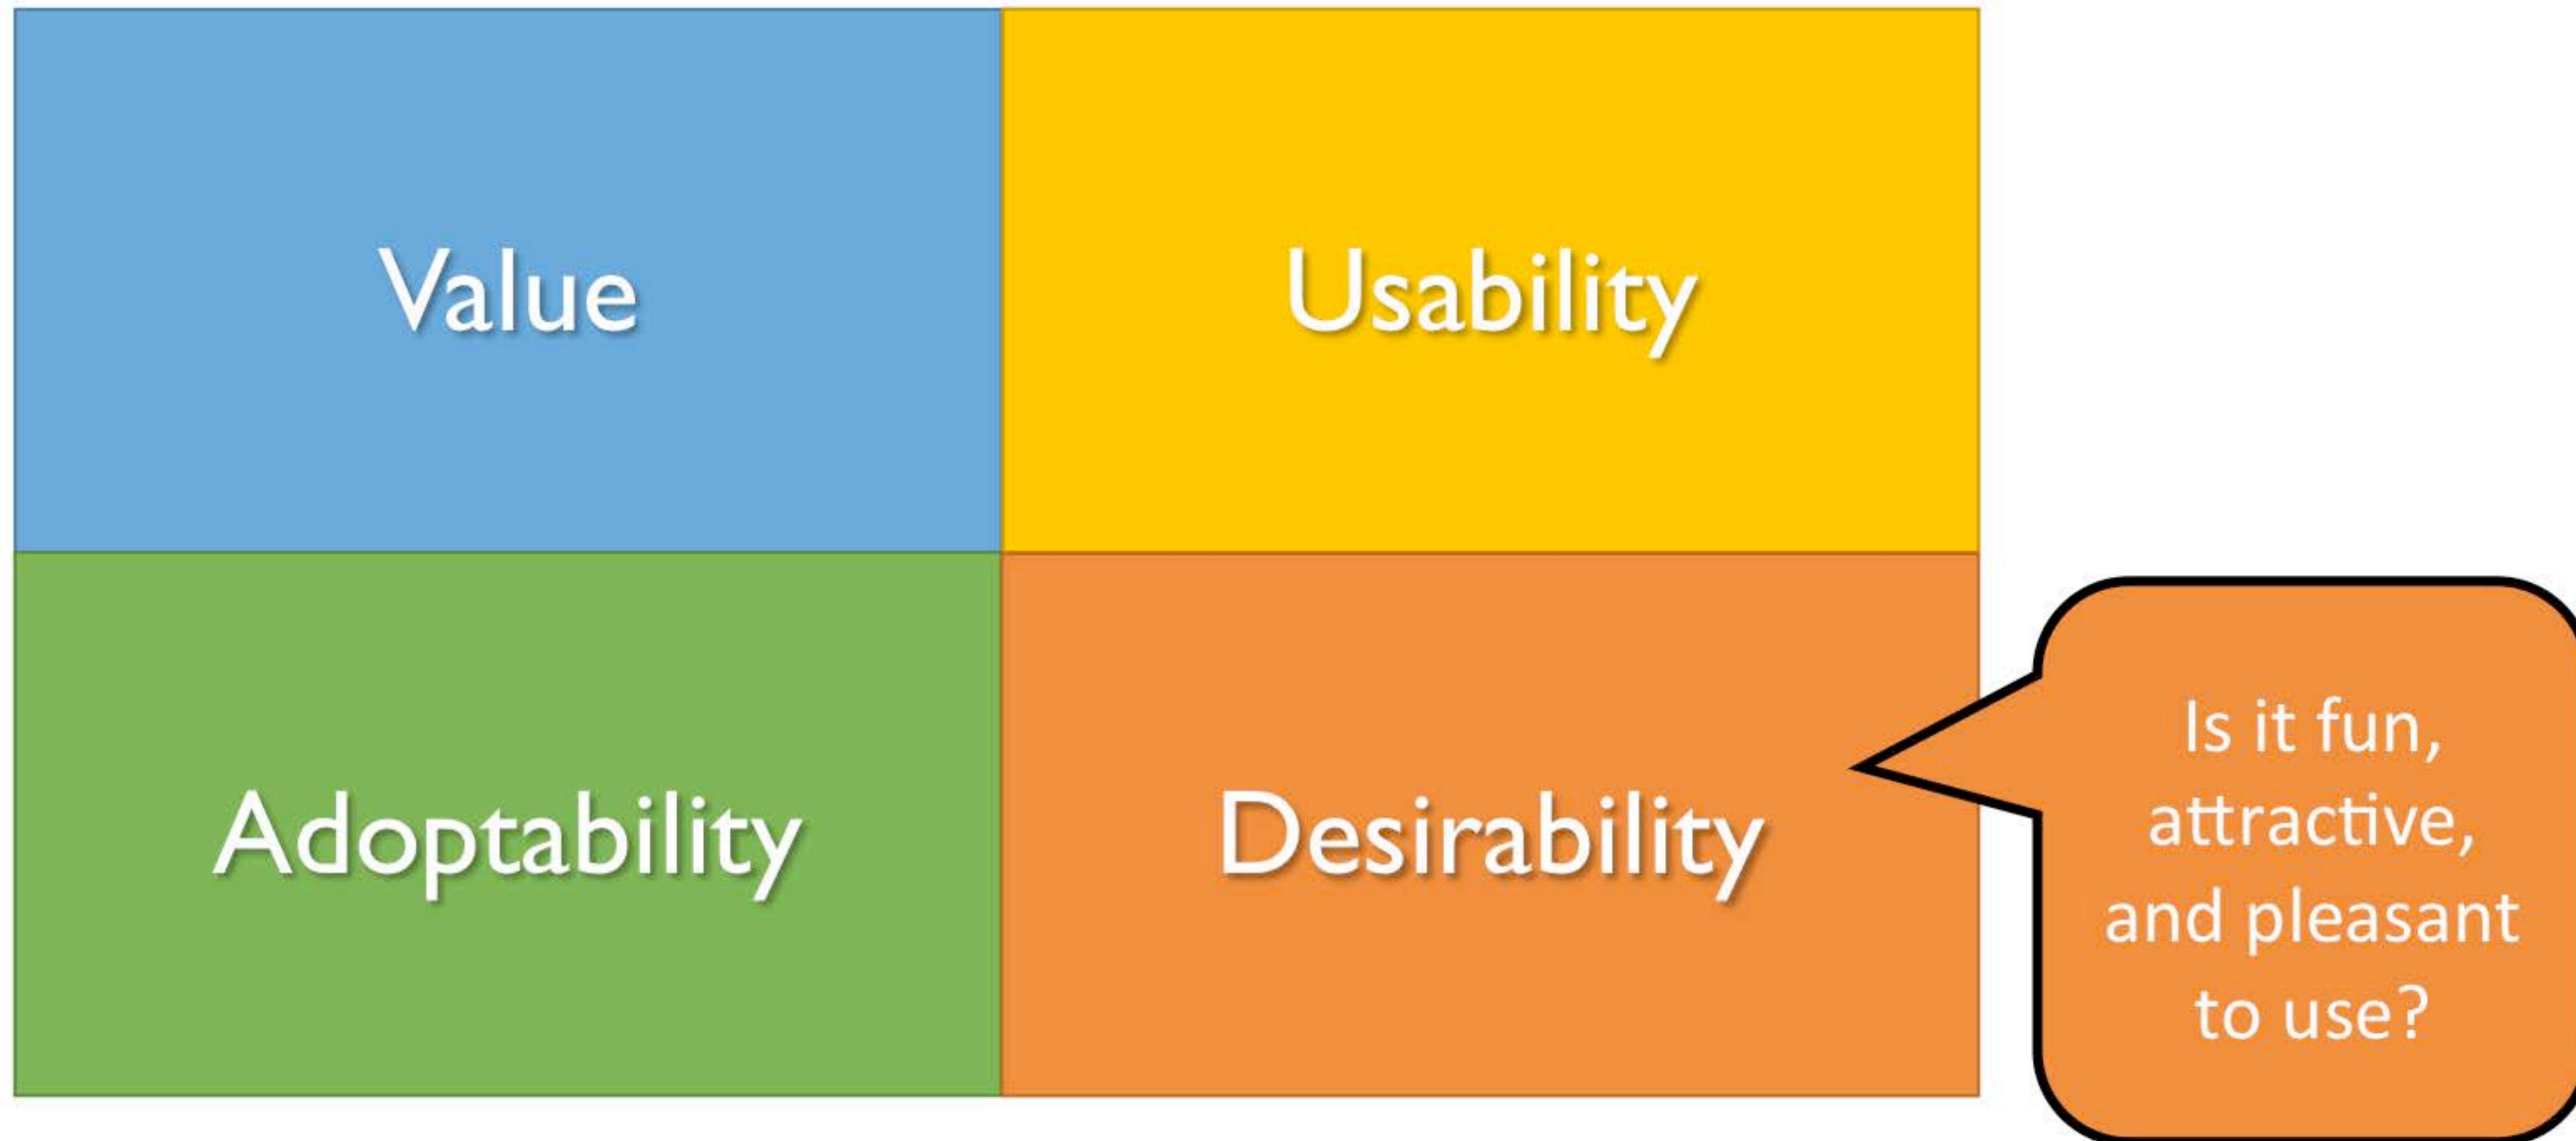 Value
Usability
Adoptability
Desirability
Is it fun,
attractive,
and pleasant
to use?